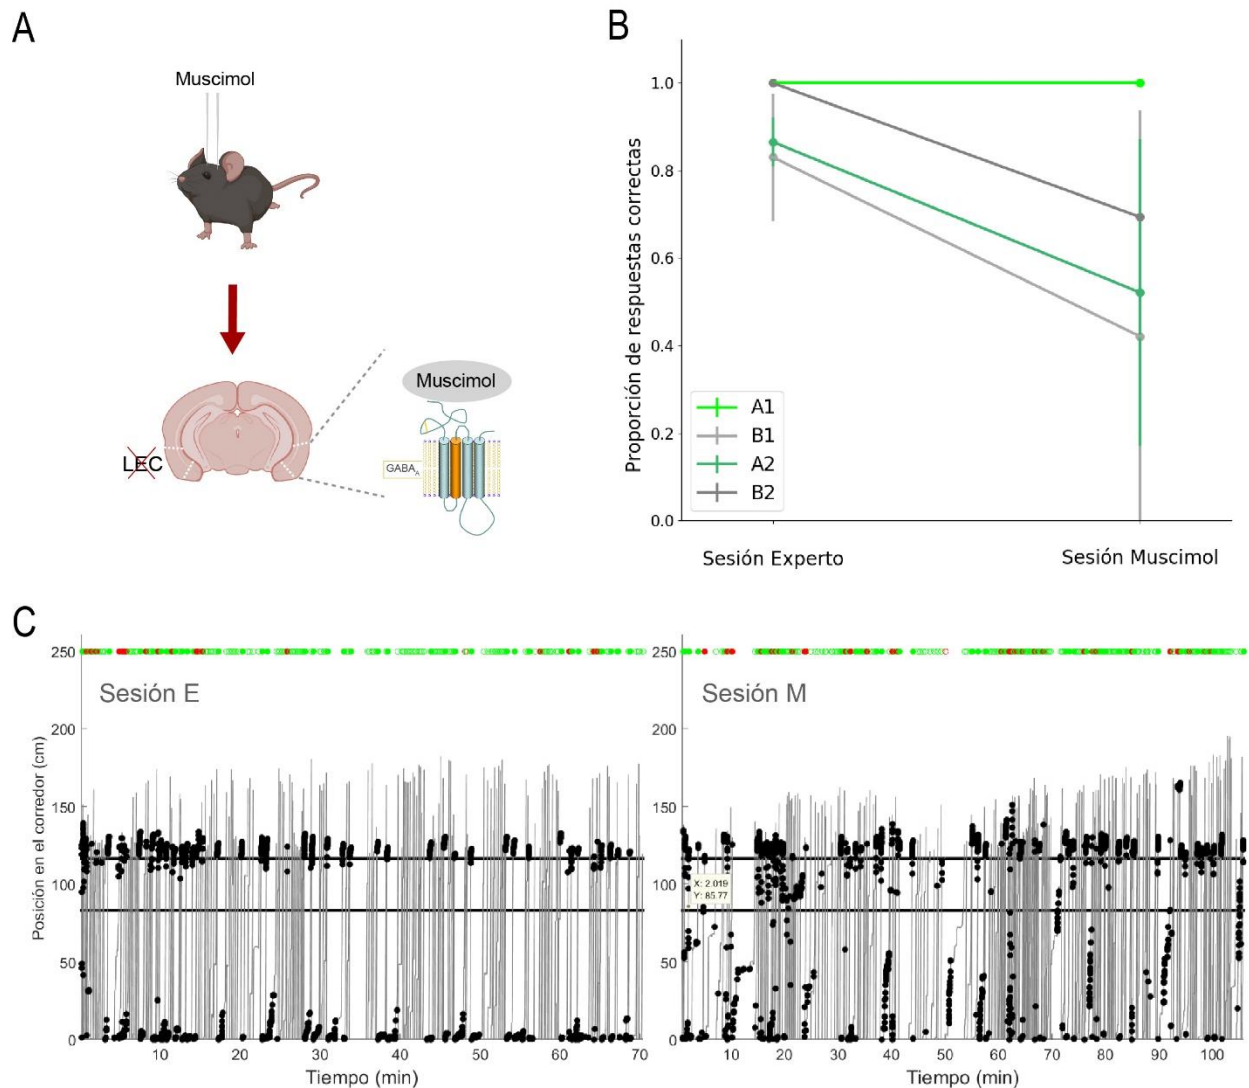 A
Muscimol
LEC
Muscimol
GABA_A
B
Proporción de respuestas correctas
1.0
0.8
0.6
0.4
0.2
0.0
A1
B1
A2
B2
Sesión Experto
Sesión Muscimol
C
Posición en el corredor (cm)
250
200
150
100
50
0
Sesión E
10
20
30
40
50
60
70
Tiempo (min)
250
200
150
100
50
0
Sesión M
X: 2.019
Y: 85.77
10
20
30
40
50
60
70
80
90
100
Tiempo (min)